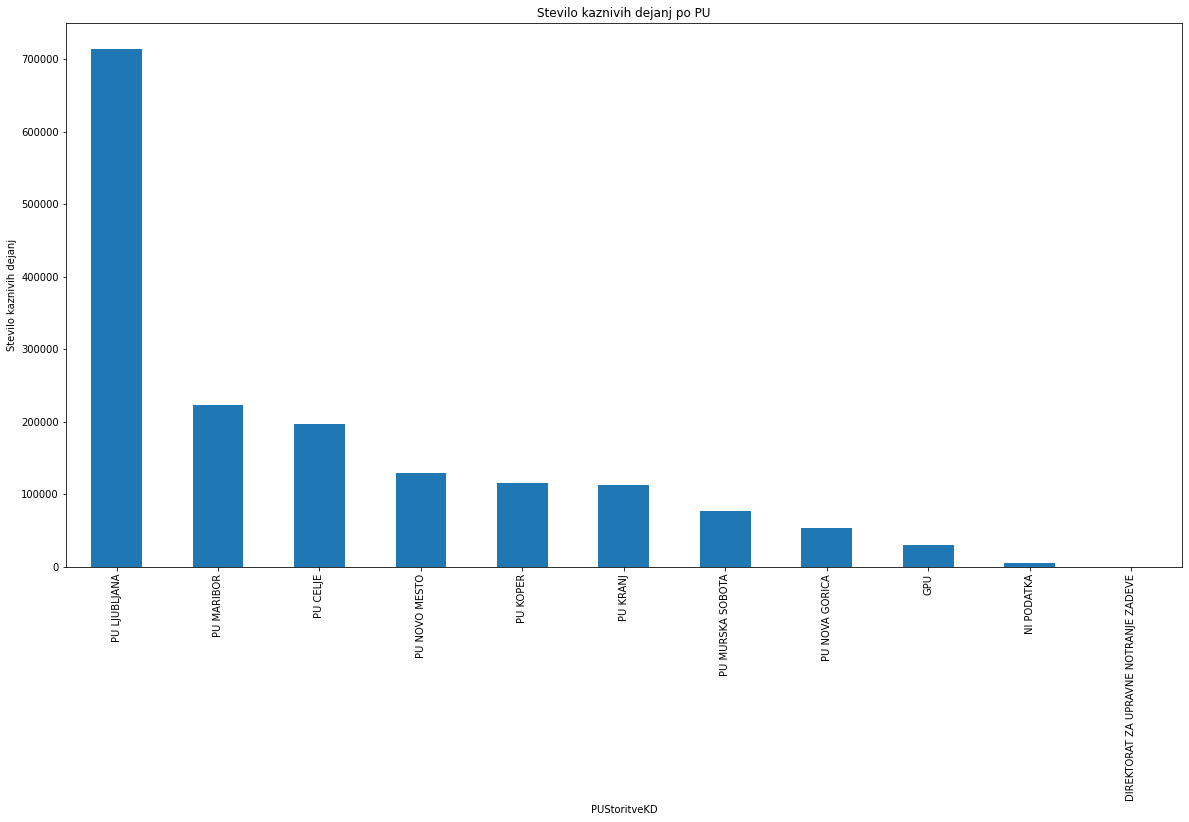 Stevilo kaznivih dejanj po PU
Stevilo kaznivih dejanj
700000
600000
500000
400000
300000
200000
100000
0
PU LJUBLJANA
PU MARIBOR
PU CELJE
PU NOVO MESTO
PU KOPER
PU KRANJ
PU MURSKA SOBOTA
PU NOVA GORICA
GPU
NI PODATKA
DIREKTORAT ZA UPRAVNE NOTRANJE ZADEVE
PUStoritveKD